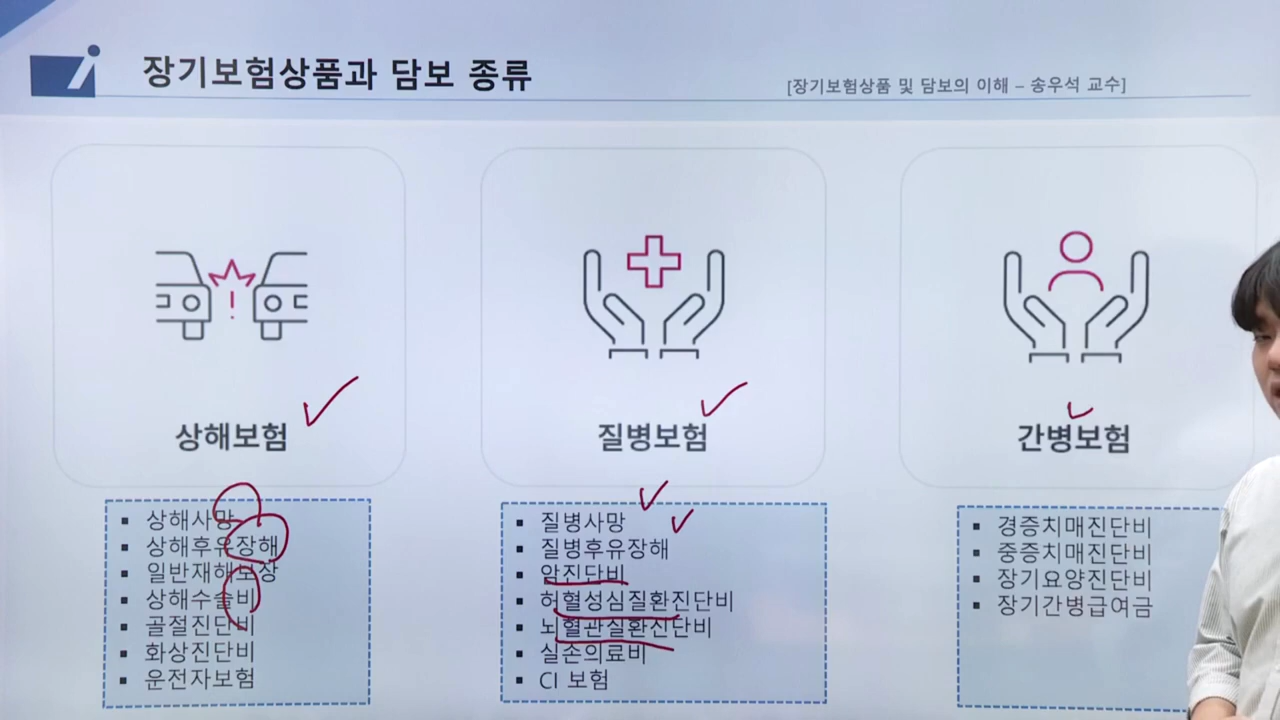 장기보험상품과 담보 종류
[장기보험상품 및 담보의 이해 – 송우석 교수]
상해보험
▪ 상해사망
▪ 상해후유장해
▪ 일반재해보장
▪ 상해수술비
▪ 골절진단비
▪ 화상진단비
▪ 운전자보험
질병보험
▪ 질병사망
▪ 질병후유장해
▪ 암진단비
▪ 허혈성심질환진단비
▪ 뇌혈관질환진단비
▪ 실손의료비
▪ CI 보험
간병보험
▪ 경증치매진단비
▪ 중증치매진단비
▪ 장기요양진단비
▪ 장기간병급여금